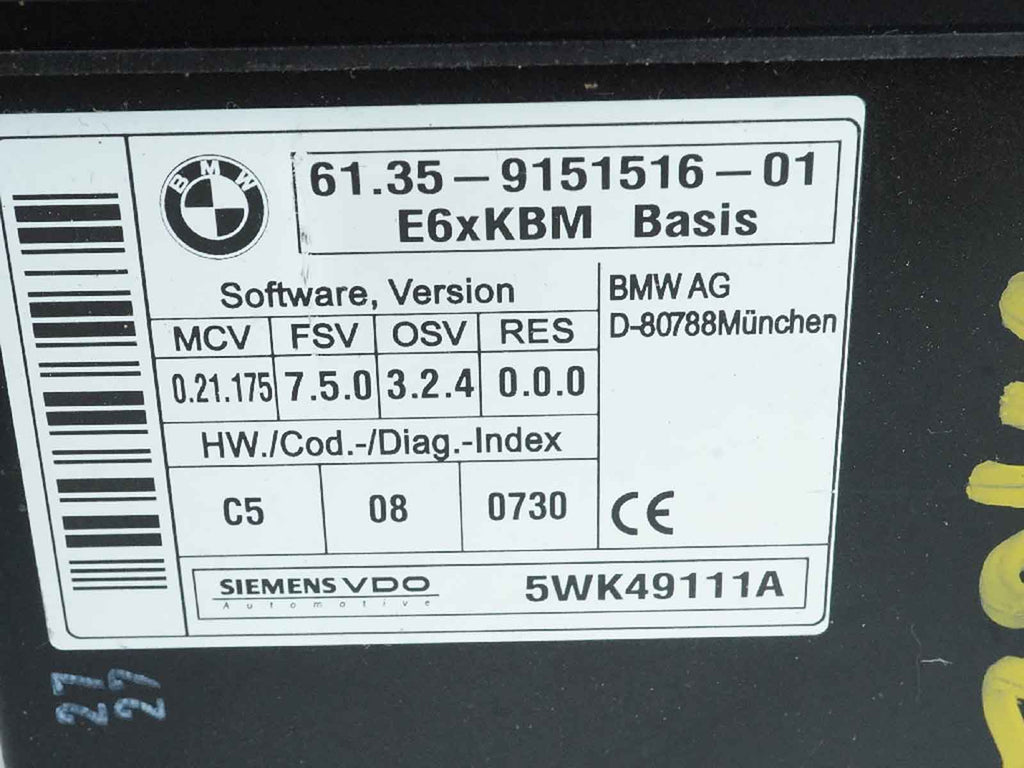 BMW
61.35-9151516-01
E6xKBM Basis
Software, Version
MCV FSV OSV RES
0.21.175 7.5.0 3.2.4 0.0.0
HW./Cod.-/Diag.-Index
C5 08 0730
BMW AG
D-80788München
CE
SIEMENS VDO
Automotive
5WK49111A
27
27